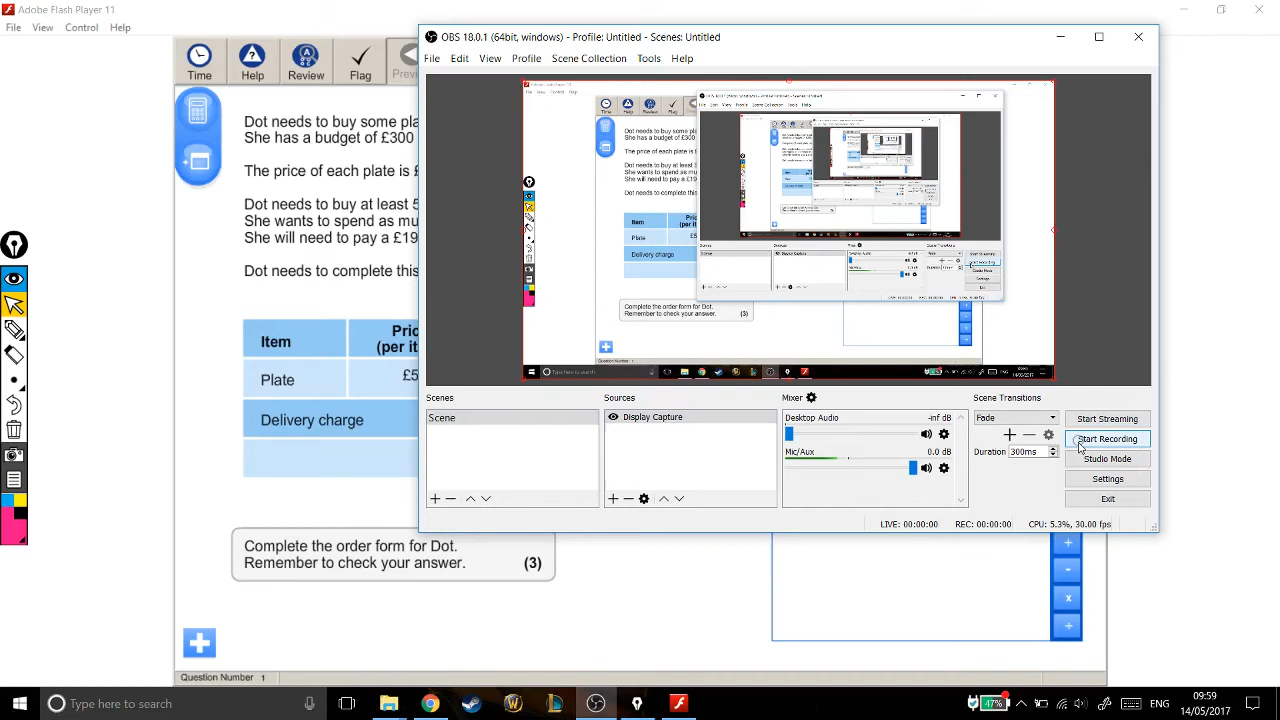 Adobe Flash Player 11
File View Control Help
Time Help Review Flag
Dot needs to buy some pla
She has a budget of £300
The price of each plate is £
Dot needs to buy at least 5
She wants to spend as mu
She will need to pay a £19
Dot needs to complete this
Item Pric
(per it
Plate £5
Delivery charge
Complete the order form for Dot.
Remember to check your answer. (3)
Question Number 1
OBS 18.0.1 (64bit, windows) - Profile: Untitled - Scenes: Untitled
File Edit View Profile Scene Collection Tools Help
Scenes
Scene
Sources
Display Capture
Mixer
Desktop Audio -inf dB
Mic/Aux 0.0 dB
Scene Transitions
Fade
Duration 300ms
Start Streaming
Start Recording
Studio Mode
Settings
Exit
LIVE: 00:00:00 REC: 00:00:00 CPU: 5.3%, 30.00 fps
+
-
x
÷
Type here to search
47% ENG
09:59
14/05/2017